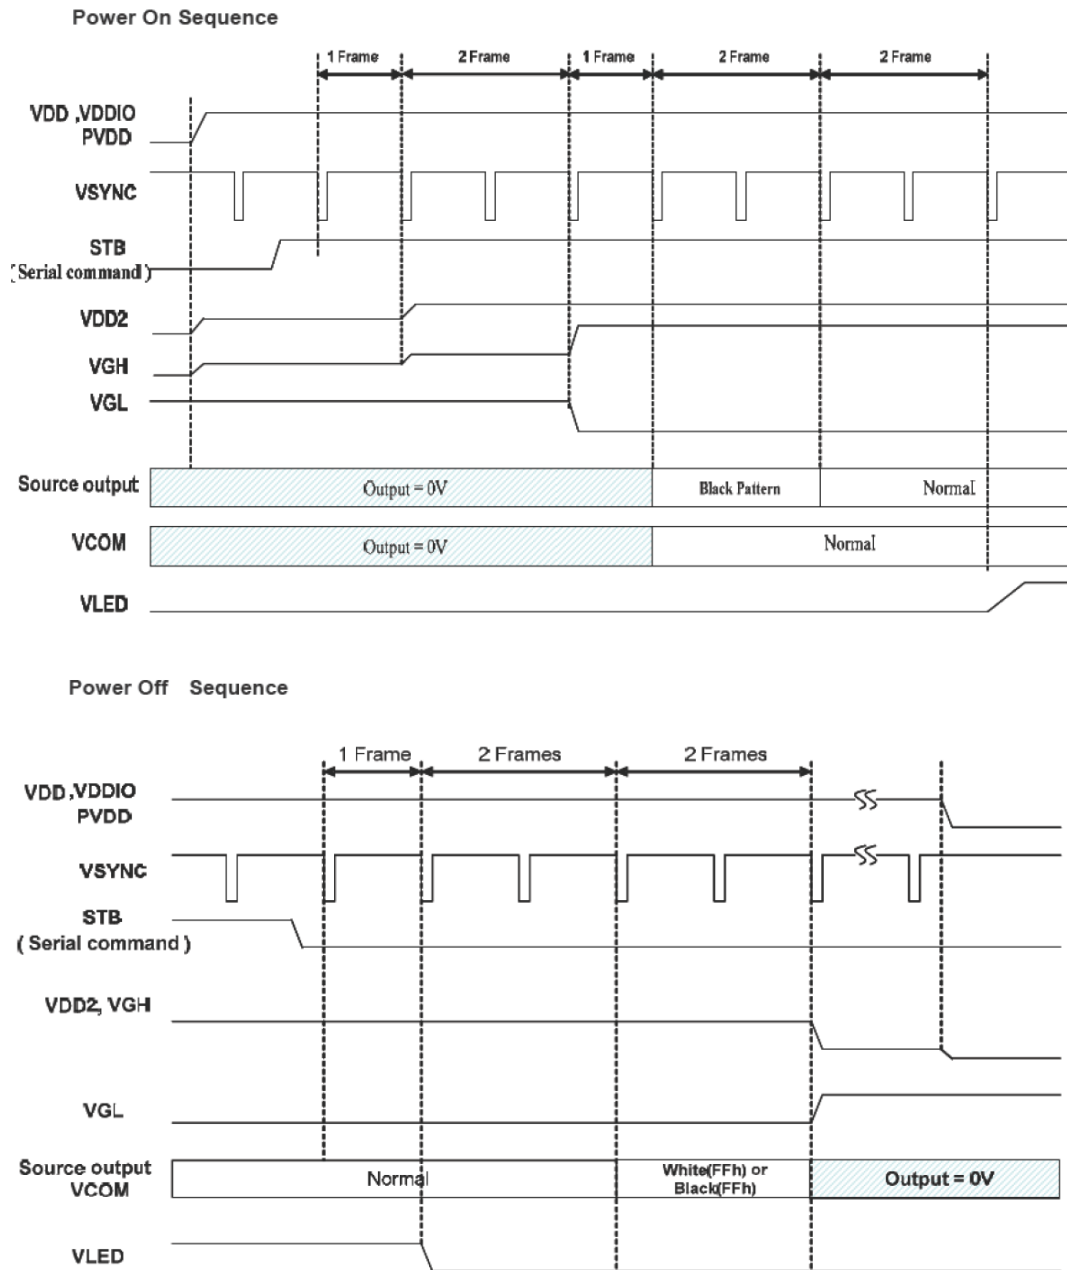 Power On Sequence
1 Frame 2 Frame 1 Frame 2 Frame 2 Frame
VDD ,VDDIO
PVDD
VSYNC
STB
( Serial command )
VDD2
VGH
VGL
Source output Output = 0V Black Pattern Normal
VCOM Output = 0V Normal
VLED
Power Off Sequence
1 Frame 2 Frames 2 Frames
VDD ,VDDIO
PVDD
VSYNC
STB
( Serial command )
VDD2, VGH
VGL
Source output
VCOM
Normal
White(FFh) or
Black(FFh)
Output = 0V
VLED